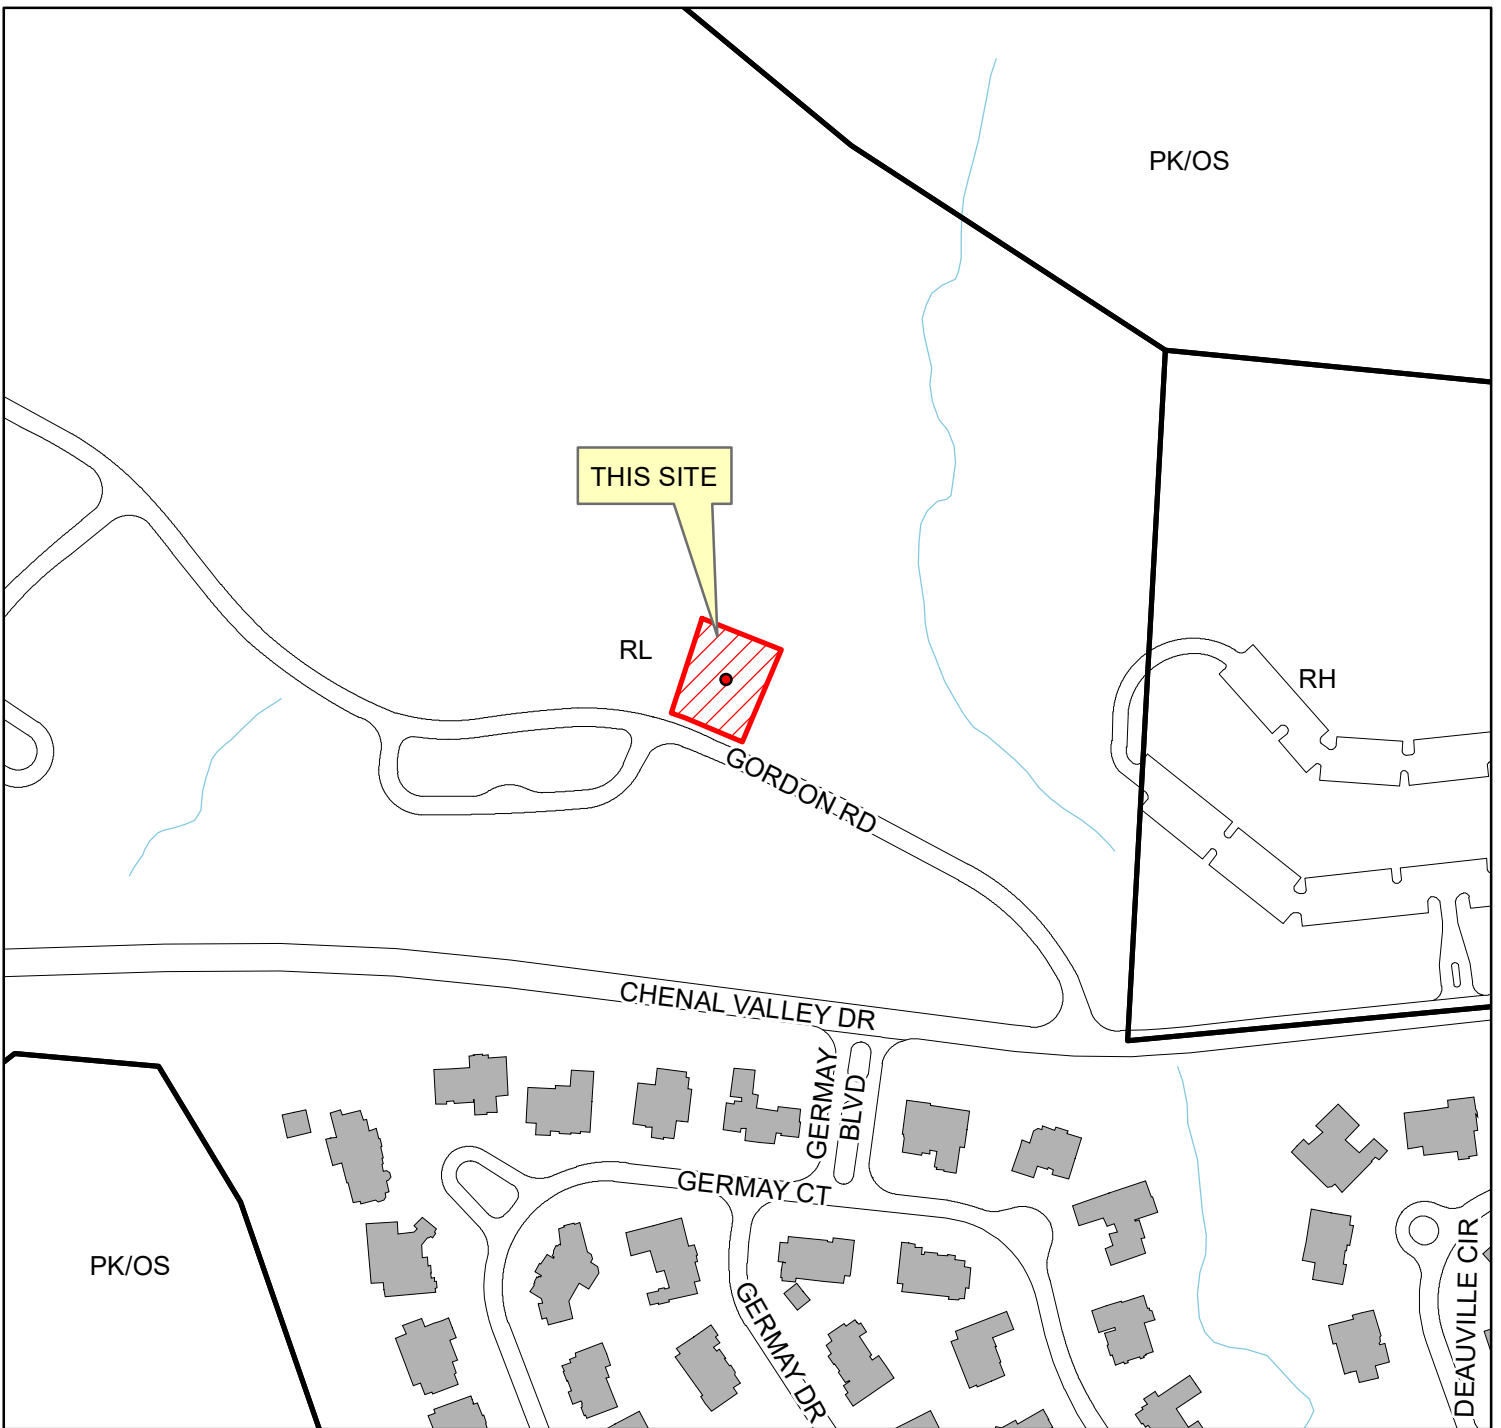 PK/OS
THIS SITE
RL
RH
GORDON RD
CHENAL VALLEY DR
GERMAY
BLVD
GERMAY CT
PK/OS
GERMAY DR
DEAUVILLE CIR